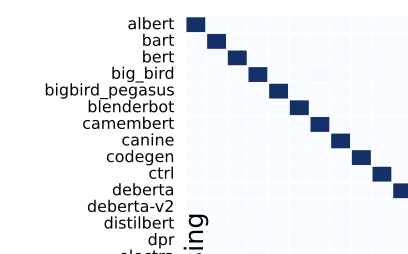 albert
bart
bert
big_bird
bigbird_pegasus
blenderbot
camembert
canine
codegen
ctrl
deberta
deberta-v2
distilbert
dpr
ing